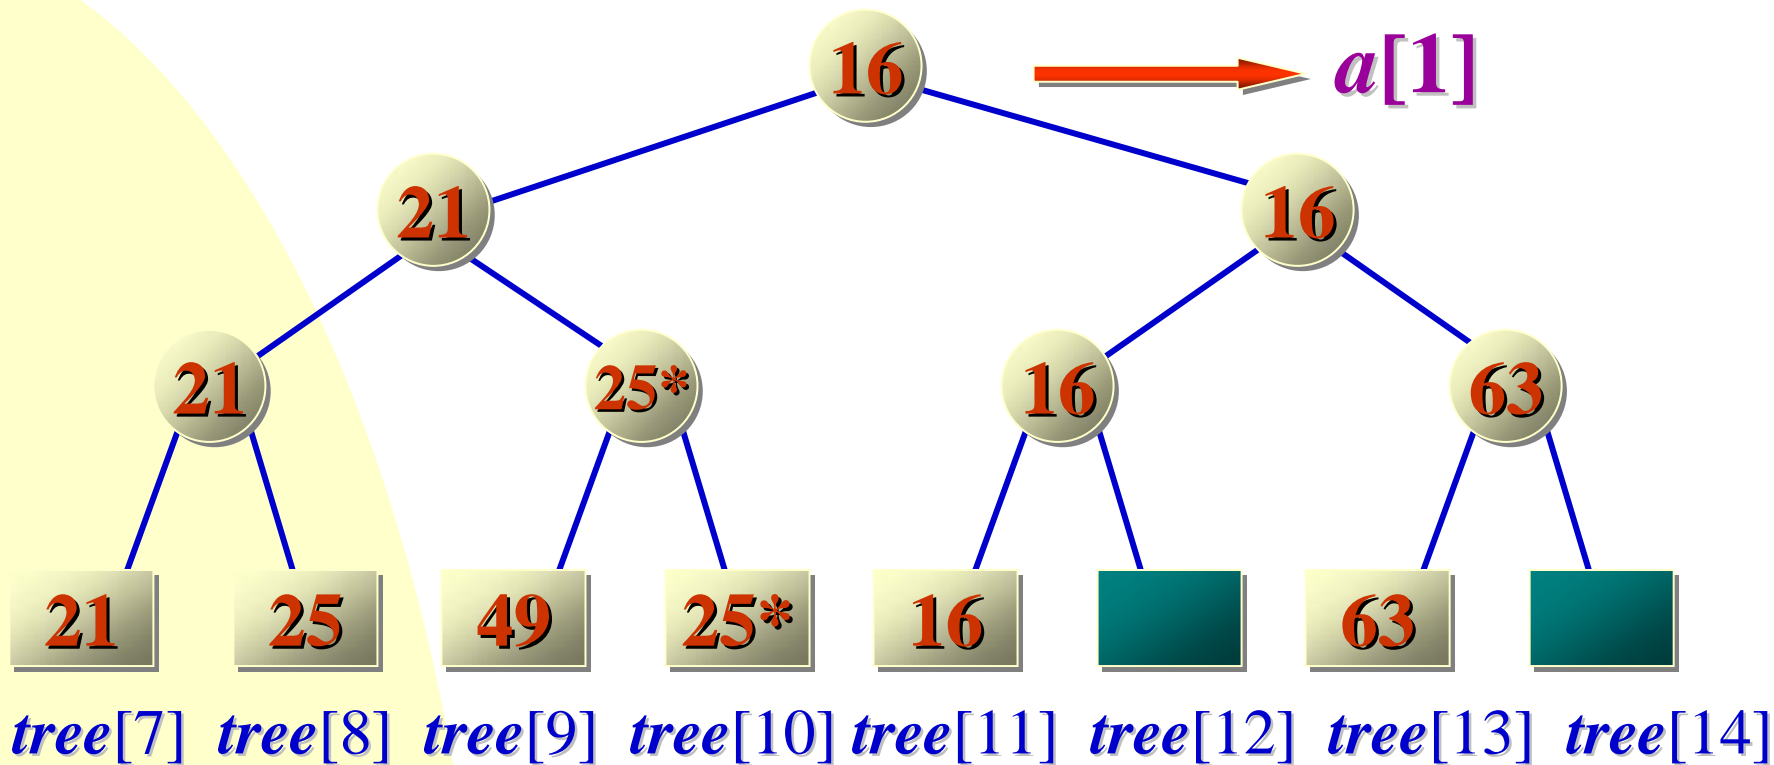 16 a[1]
21 16
21 25* 16 63
21 25 49 25* 16 63
tree[7] tree[8] tree[9] tree[10] tree[11] tree[12] tree[13] tree[14]